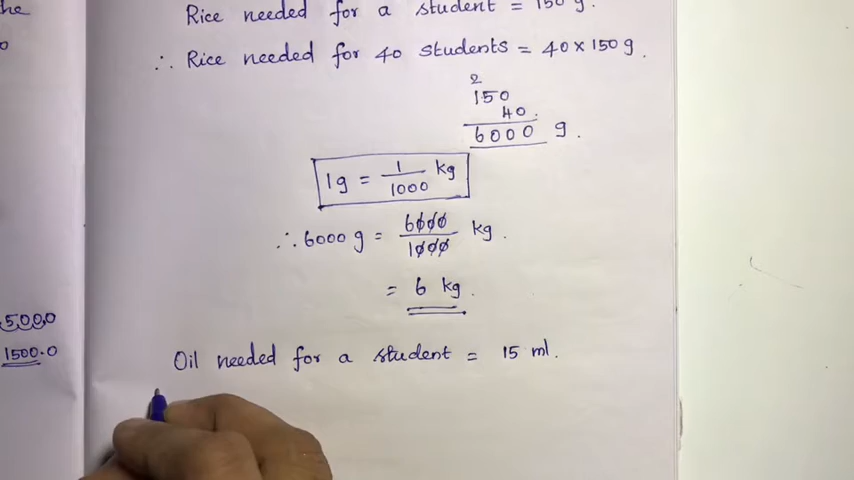 he
o
5000
1500.0
Rice needed for a student = 150 g.
∴ Rice needed for 40 students = 40 x 150 g.
2
150
40.
6000 g.
1g = 1/1000 kg
∴ 6000 g = 6000/1000 kg.
= 6 kg.
Oil needed for a student = 15 ml.